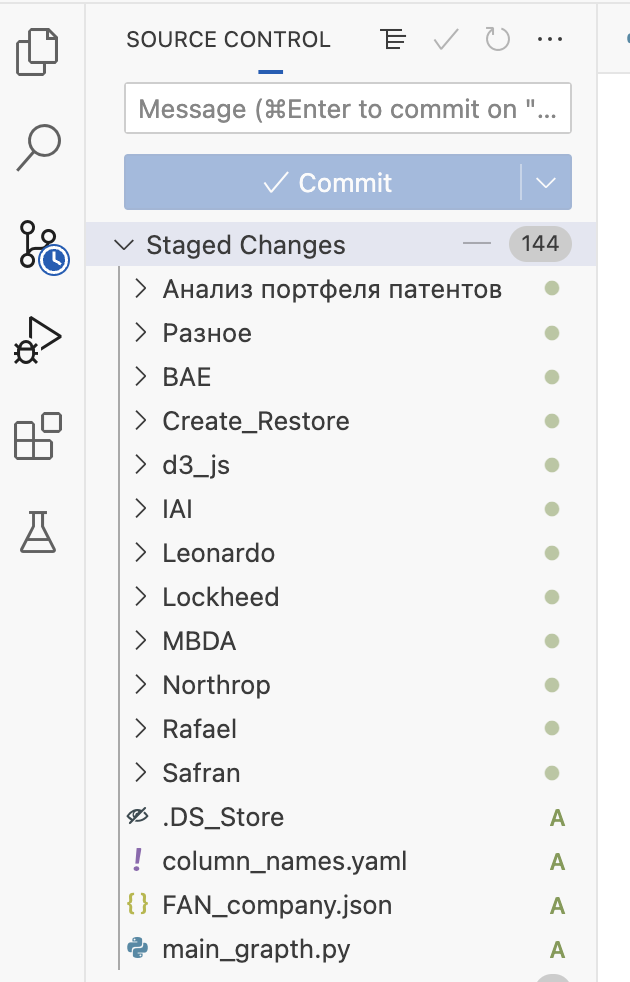 SOURCE CONTROL
Message (⌘Enter to commit on "...
Commit
Staged Changes 144
Анализ портфеля патентов
Разное
BAE
Create_Restore
d3_js
IAI
Leonardo
Lockheed
MBDA
Northrop
Rafael
Safran
.DS_Store A
column_names.yaml A
FAN_company.json A
main_grapth.py A